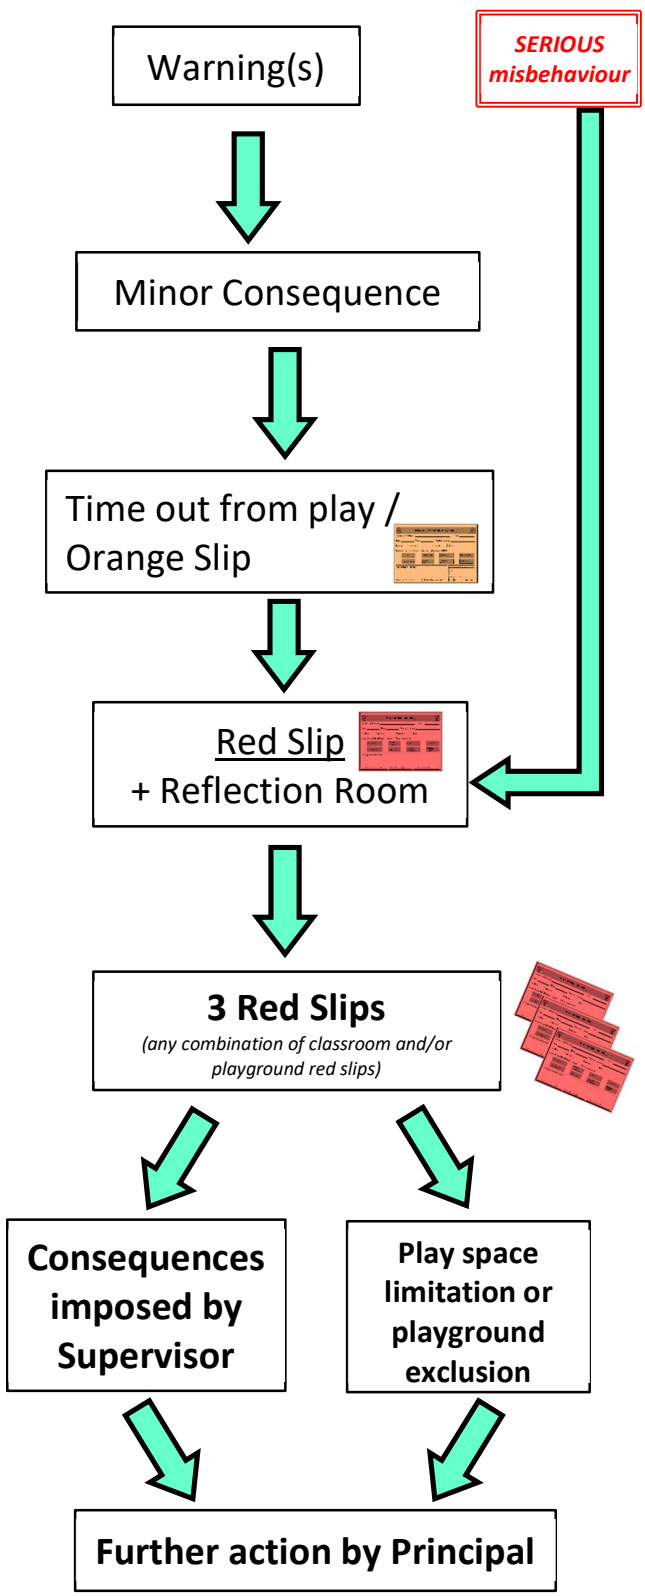 Warning(s)
SERIOUS
misbehaviour
Minor Consequence
Time out from play /
Orange Slip
Red Slip
+ Reflection Room
3 Red Slips
(any combination of classroom and/or
playground red slips)
Consequences
imposed by
Supervisor
Play space
limitation or
playground
exclusion
Further action by Principal